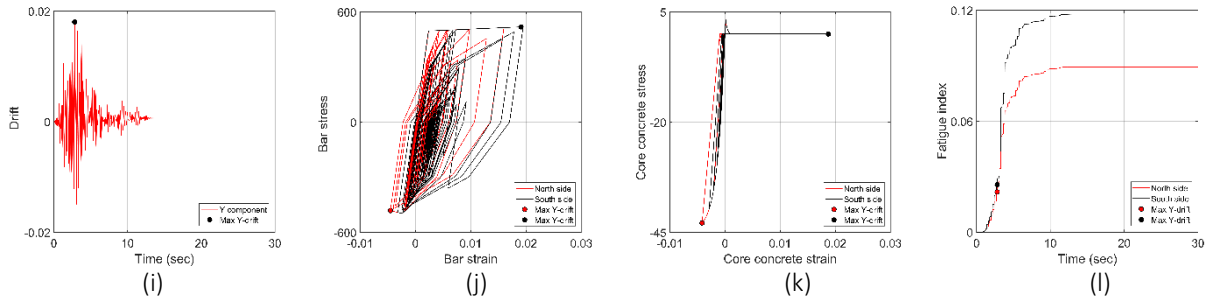 0.02
0
-0.02
Drift
0 10 20 30
Time (sec)
Y component
Max Y-drift
(i)
600
0
-600
Bar stress
-0.01 0 0.01 0.02 0.03
Bar strain
North side
South side
Max Y-drift
Max Y-drift
(j)
5
-20
-45
Core concrete stress
-0.01 0 0.01 0.02 0.03
Core concrete strain
North side
South side
Max Y-drift
Max Y-drift
(k)
0.12
0.06
0
Fatigue index
0 10 20 30
Time (sec)
North side
South side
Max Y-drift
Max Y-drift
(l)